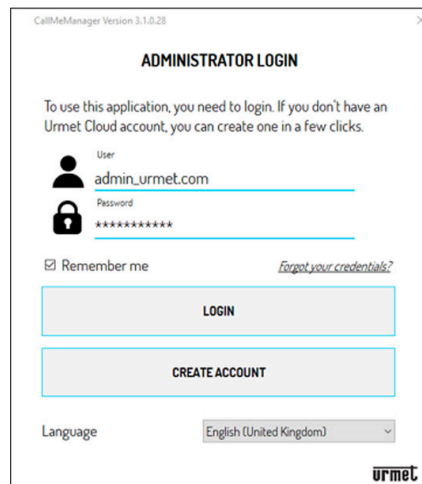 CallMeManager Version 3.1.0.28
ADMINISTRATOR LOGIN
To use this application, you need to login. If you don't have an
Urmet Cloud account, you can create one in a few clicks.
User
admin_urmet.com
Password
***********
Remember me
Forgot your credentials?
LOGIN
CREATE ACCOUNT
Language
English (United Kingdom)
urmet